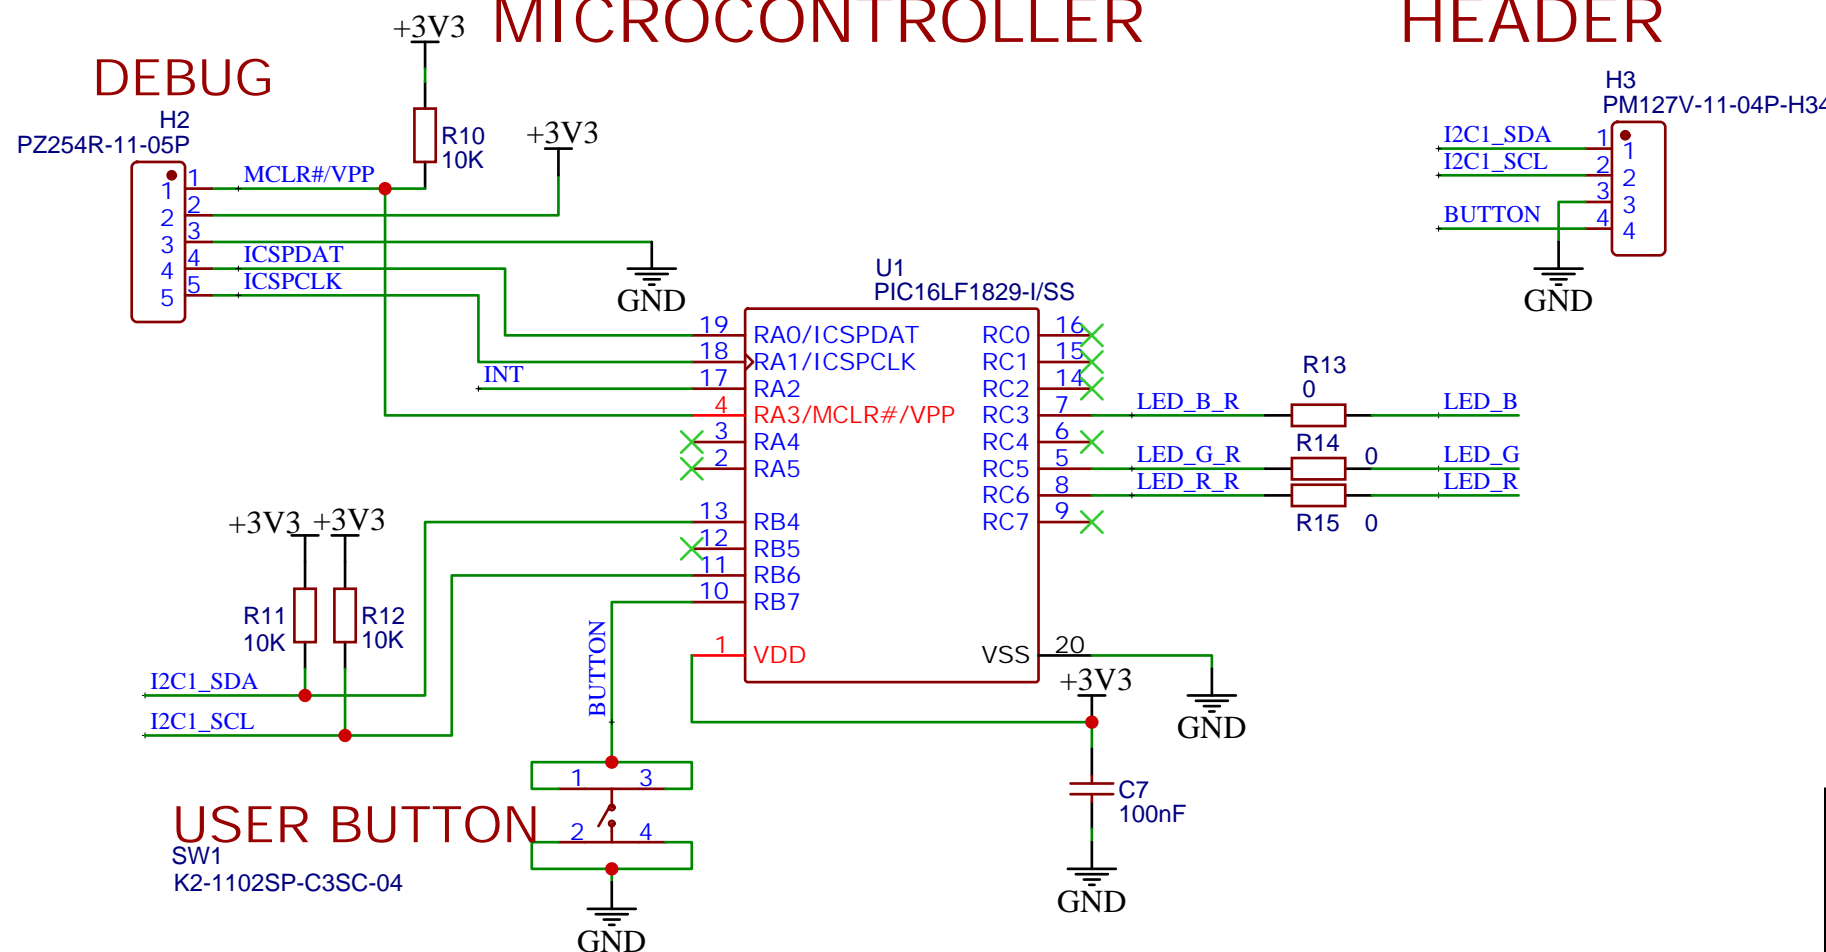 MICROCONTROLLER
HEADER
DEBUG
+3V3
H2
PZ254R-11-05P
R10
10K
+3V3
1 1 MCLR#/VPP
2 2
3 3
4 4 ICSPDAT
5 5 ICSPCLK
GND
H3
PM127V-11-04P-H34
I2C1_SDA 1 1
I2C1_SCL 2 2
3 3
BUTTON 4 4
GND
U1
PIC16LF1829-I/SS
19 RA0/ICSPDAT
18 RA1/ICSPCLK
INT 17 RA2
4 RA3/MCLR#/VPP
3 RA4
2 RA5
13 RB4
12 RB5
11 RB6
10 RB7
1 VDD
RC0 16
RC1 15
RC2 14
RC3 7
RC4 6
RC5 5
RC6 8
RC7 9
VSS 20
R13
0
LED_B_R LED_B
R14
0
LED_G_R LED_G
LED_R_R LED_R
R15 0
+3V3 +3V3
R11
10K
R12
10K
I2C1_SDA
I2C1_SCL
BUTTON
+3V3
GND
C7
100nF
GND
1 3
2 4
USER BUTTON
SW1
K2-1102SP-C3SC-04
GND